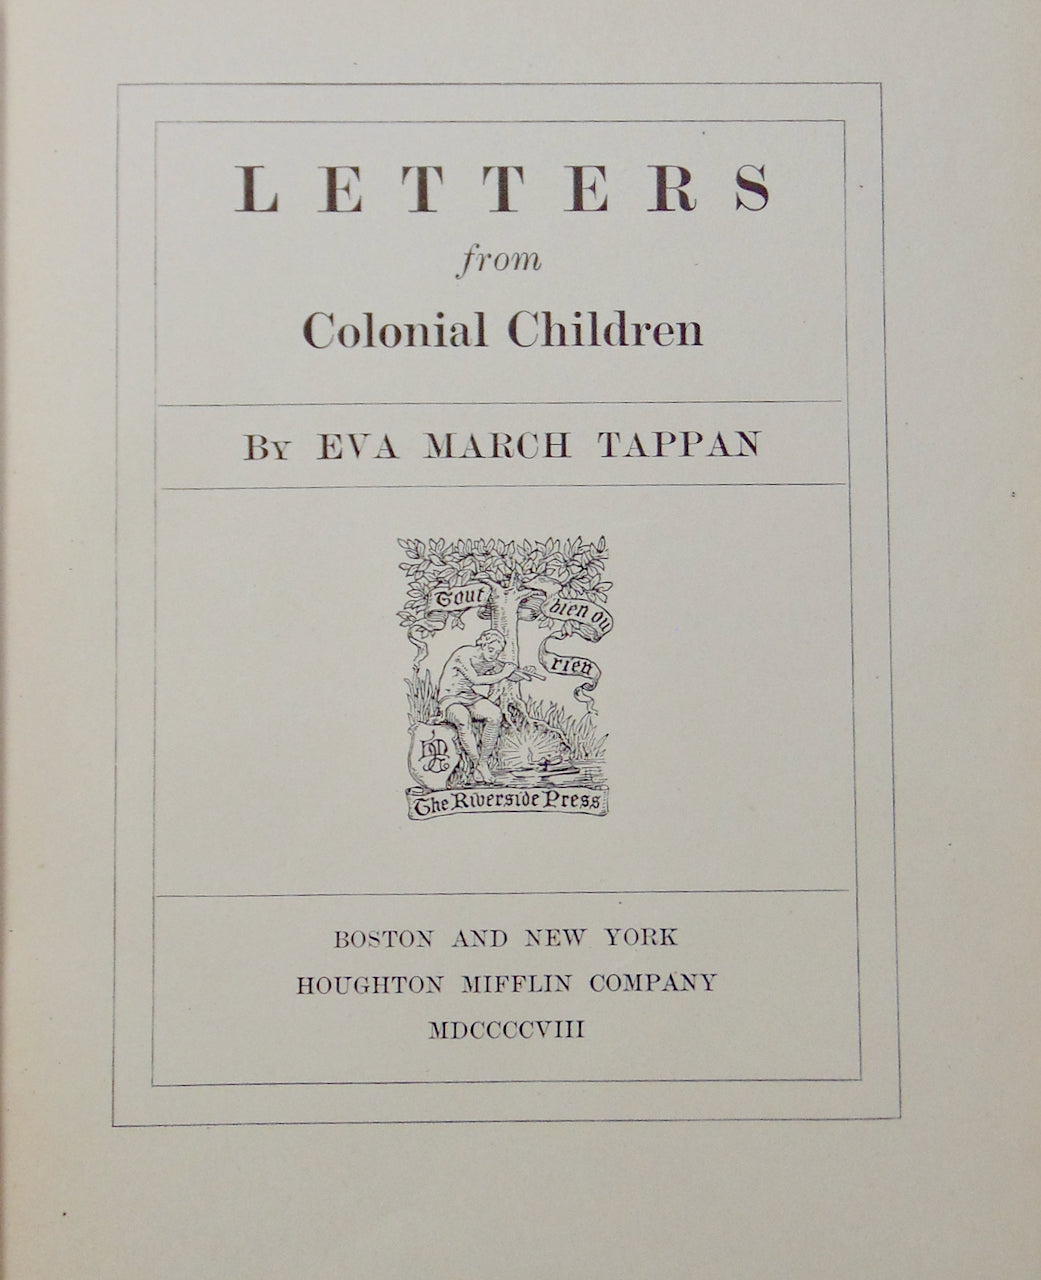 LETTERS
from
Colonial Children
By EVA MARCH TAPPAN
Tout bien ou
rien
The Riverside Press
BOSTON AND NEW YORK
HOUGHTON MIFFLIN COMPANY
MDCCCCVIII